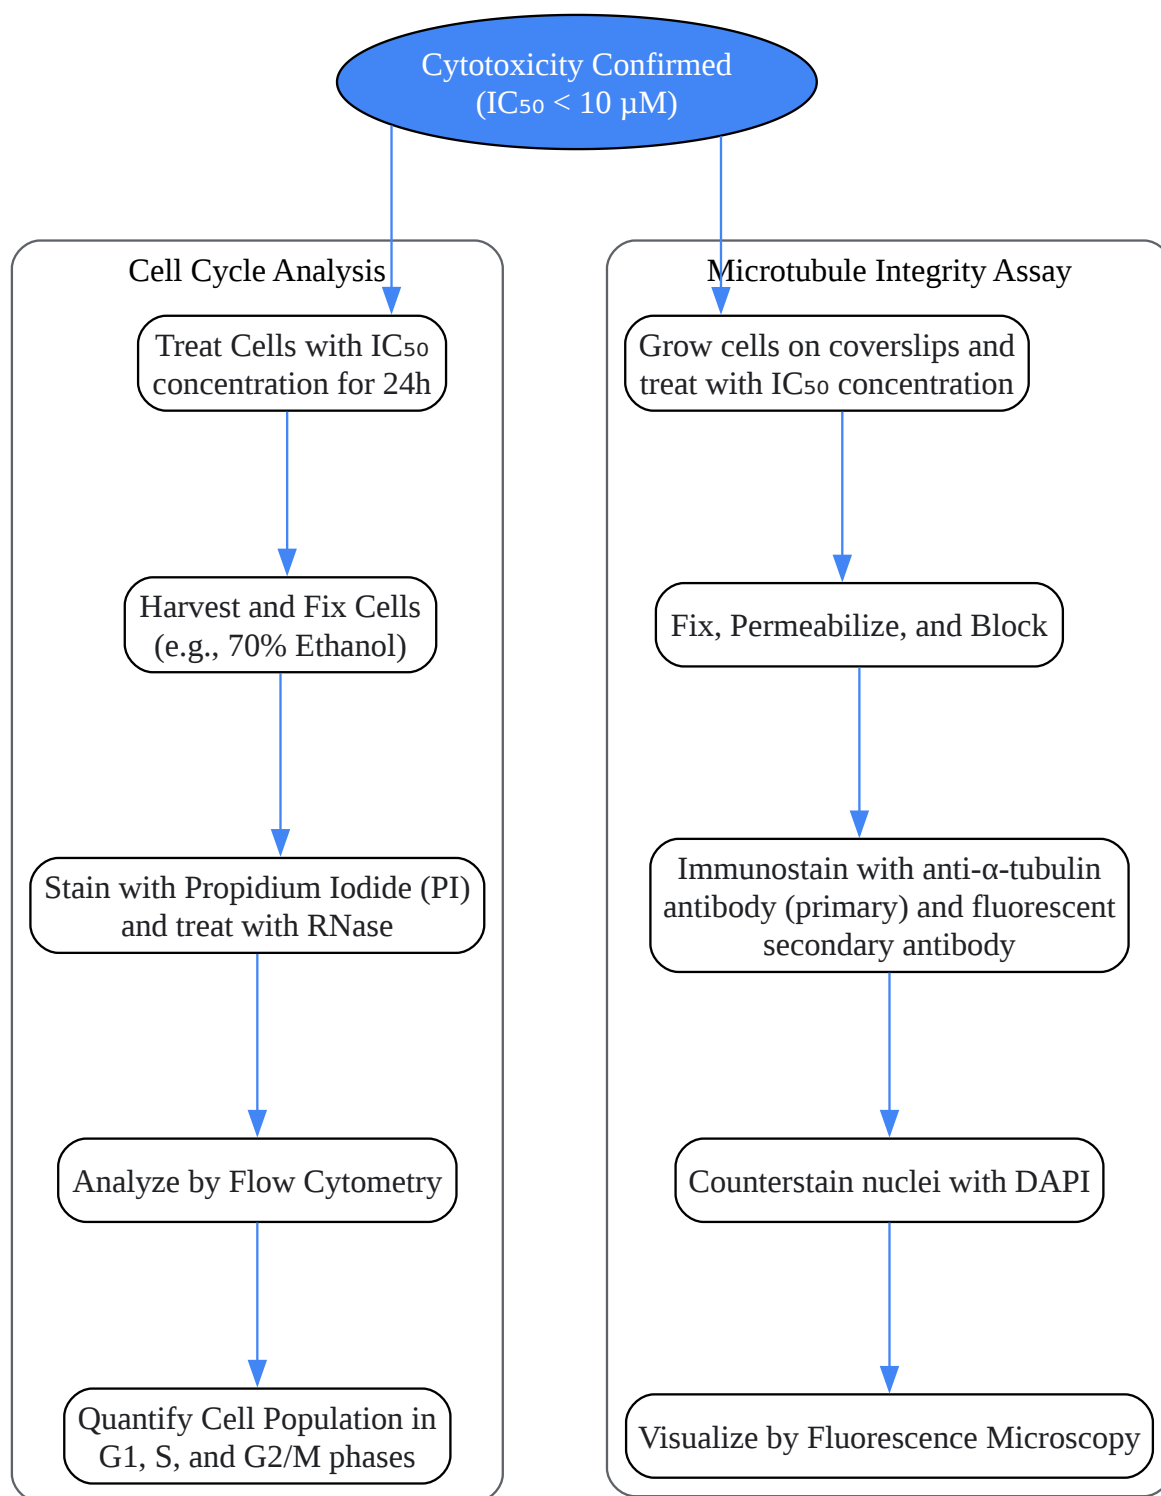 Cytotoxicity Confirmed
(IC₅₀ < 10 µM)
Cell Cycle Analysis
Treat Cells with IC₅₀
concentration for 24h
Harvest and Fix Cells
(e.g., 70% Ethanol)
Stain with Propidium Iodide (PI)
and treat with RNase
Analyze by Flow Cytometry
Quantify Cell Population in
G1, S, and G2/M phases
Microtubule Integrity Assay
Grow cells on coverslips and
treat with IC₅₀ concentration
Fix, Permeabilize, and Block
Immunostain with anti-α-tubulin
antibody (primary) and fluorescent
secondary antibody
Counterstain nuclei with DAPI
Visualize by Fluorescence Microscopy